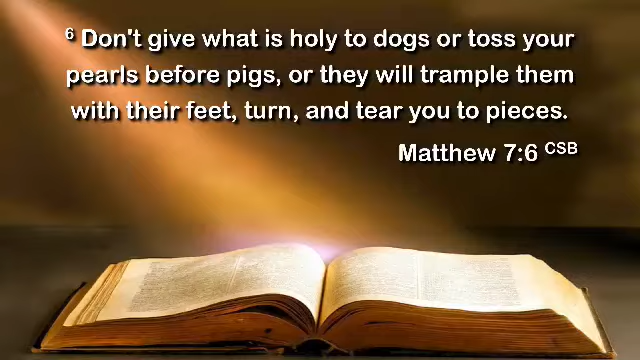 ⁶ Don't give what is holy to dogs or toss your
pearls before pigs, or they will trample them
with their feet, turn, and tear you to pieces.
Matthew 7:6 CSB